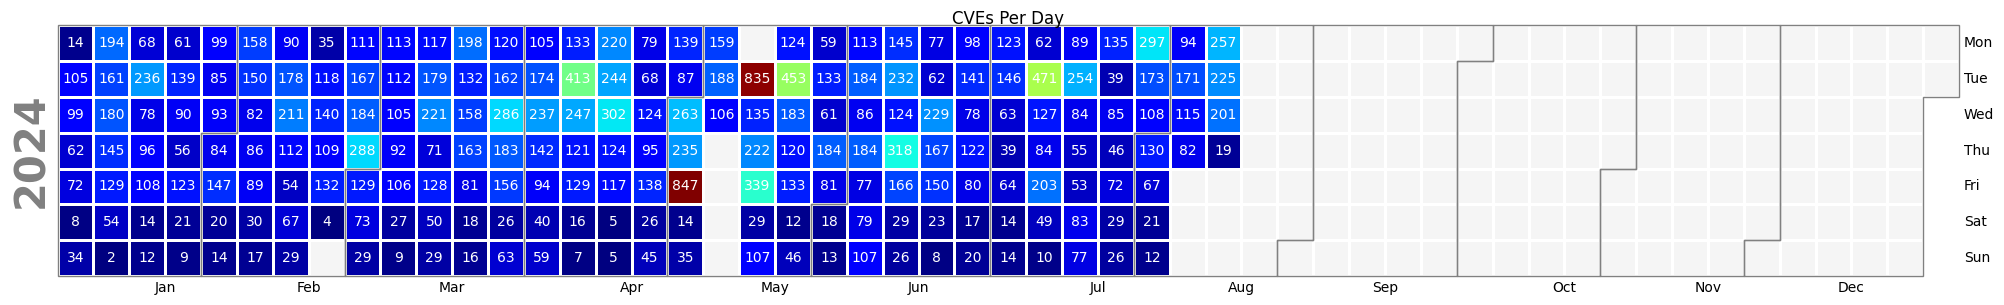 CVEs Per Day
14 194 68 61 99 158 90 35 111 113 117 198 120 105 133 220 79 139 159 124 59 113 145 77 98 123 62 89 135 297 94 257 Mon
105 161 236 139 85 150 178 118 167 112 179 132 162 174 413 244 68 87 188 835 453 133 184 232 62 141 146 471 254 39 173 171 225 Tue
99 180 78 90 93 82 211 140 184 105 221 158 286 237 247 302 124 263 106 135 183 61 86 124 229 78 63 127 84 85 108 115 201 Wed
62 145 96 56 84 86 112 109 288 92 71 163 183 142 121 124 95 235 222 120 184 184 318 167 122 39 84 55 46 130 82 19 Thu
72 129 108 123 147 89 54 132 129 106 128 81 156 94 129 117 138 847 339 133 81 77 166 150 80 64 203 53 72 67 Fri
8 54 14 21 20 30 67 4 73 27 50 18 26 40 16 5 26 14 29 12 18 79 29 23 17 14 49 83 29 21 Sat
34 2 12 9 14 17 29 29 9 29 16 63 59 7 5 45 35 107 46 13 107 26 8 20 14 10 77 26 12 Sun
2024
Jan Feb Mar Apr May Jun Jul Aug Sep Oct Nov Dec